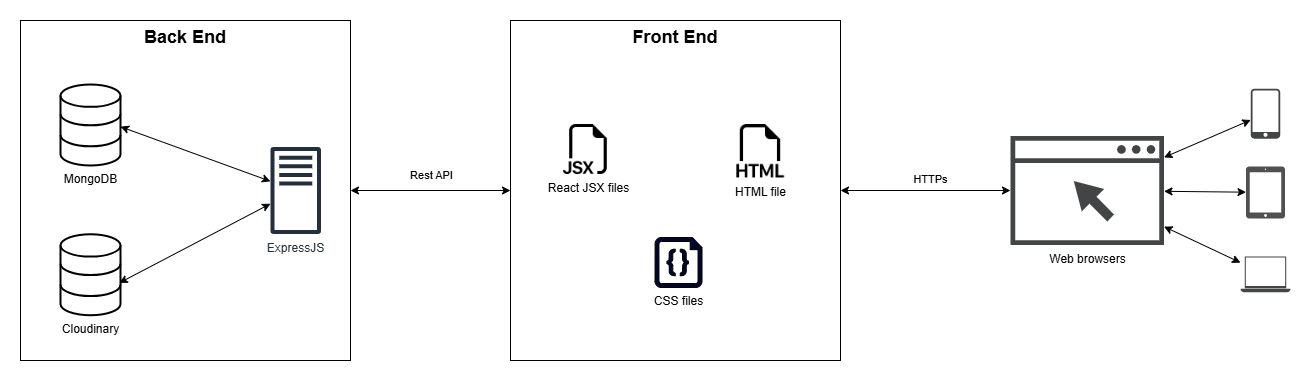 Back End
MongoDB
ExpressJS
Cloudinary
Rest API
Front End
JSX
React JSX files
HTML
HTML file
{}
CSS files
HTTPs
Web browsers